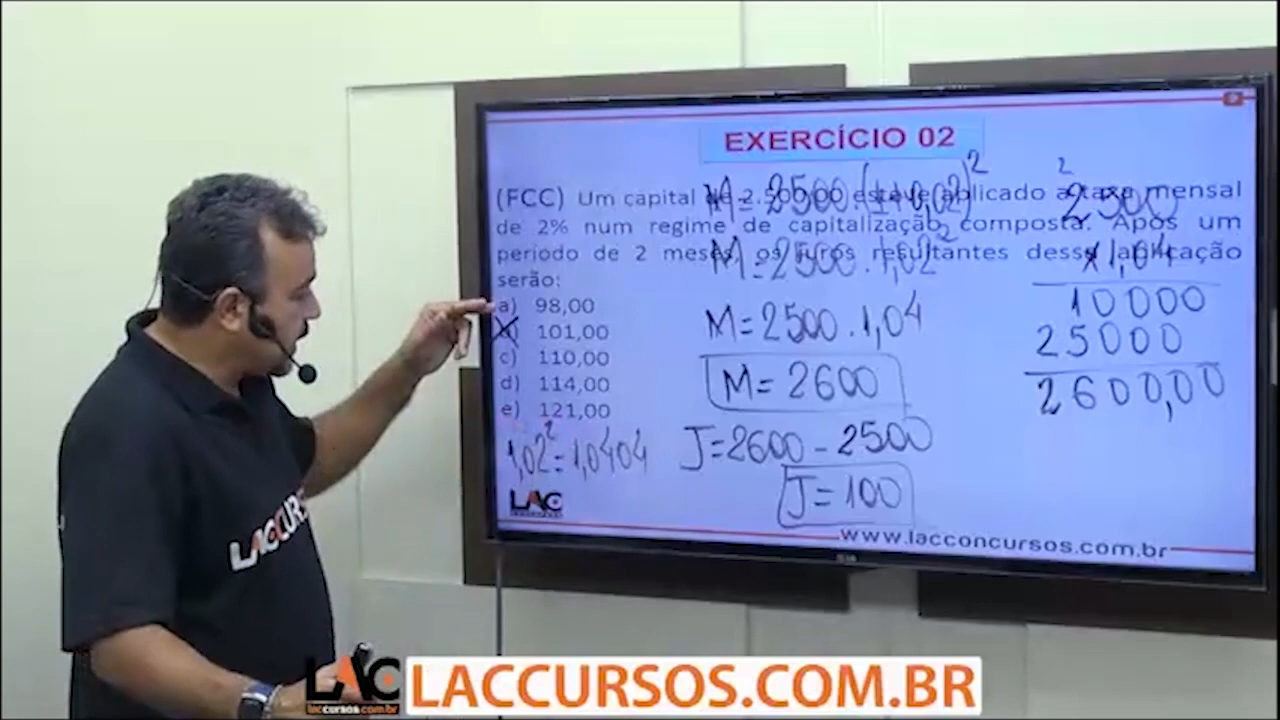 EXERCÍCIO 02
(FCC) Um capital de 2.500,00 esteve aplicado a taxa mensal
de 2% num regime de capitalização composta. Após um
período de 2 meses, os juros resultantes dessa aplicação
serão:
a) 98,00
101,00
c) 110,00
d) 114,00
e) 121,00
1,02² = 1,0404
M = 2500 (1+0,02)²
M = 2500 . 1,02²
M = 2500 . 1,04
M = 2600
J = 2600 - 2500
J = 100
2
2500
x 1,04
10000
25000
2600,00
LAC
www.lacconcursos.com.br
LACCURS
LAC
laccursos.com.br
LACCURSOS.COM.BR